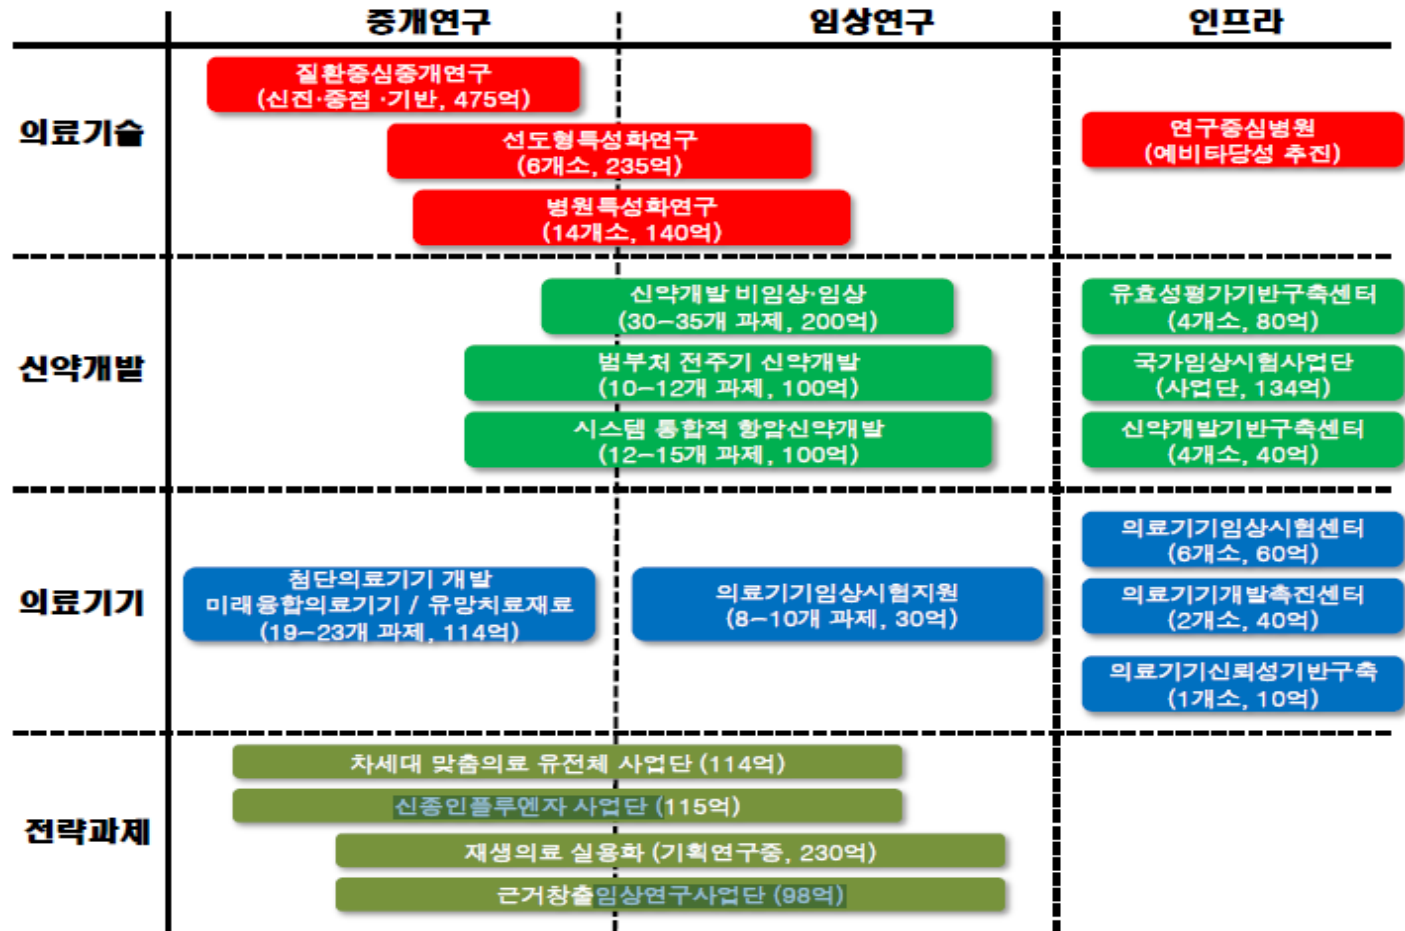 중개연구
임상연구
인프라
의료기술
질환중심중개연구
(신진·중점 ·기반, 475억)
선도형특성화연구
(6개소, 235억)
병원특성화연구
(14개소, 140억)
연구중심병원
(예비타당성 추진)
신약개발
신약개발 비임상·임상
(30–35개 과제, 200억)
범부처 전주기 신약개발
(10–12개 과제, 100억)
시스템 통합적 항암신약개발
(12–15개 과제, 100억)
유효성평가기반구축센터
(4개소, 80억)
국가임상시험사업단
(사업단, 134억)
신약개발기반구축센터
(4개소, 40억)
의료기기
첨단의료기기 개발
미래융합의료기기 / 유망치료재료
(19–23개 과제, 114억)
의료기기임상시험지원
(8–10개 과제, 30억)
의료기기임상시험센터
(6개소, 60억)
의료기기개발촉진센터
(2개소, 40억)
의료기기신뢰성기반구축
(1개소, 10억)
전략과제
차세대 맞춤의료 유전체 사업단 (114억)
신종인플루엔자 사업단 (115억)
재생의료 실용화 (기획연구중, 230억)
근거창출임상연구사업단 (98억)